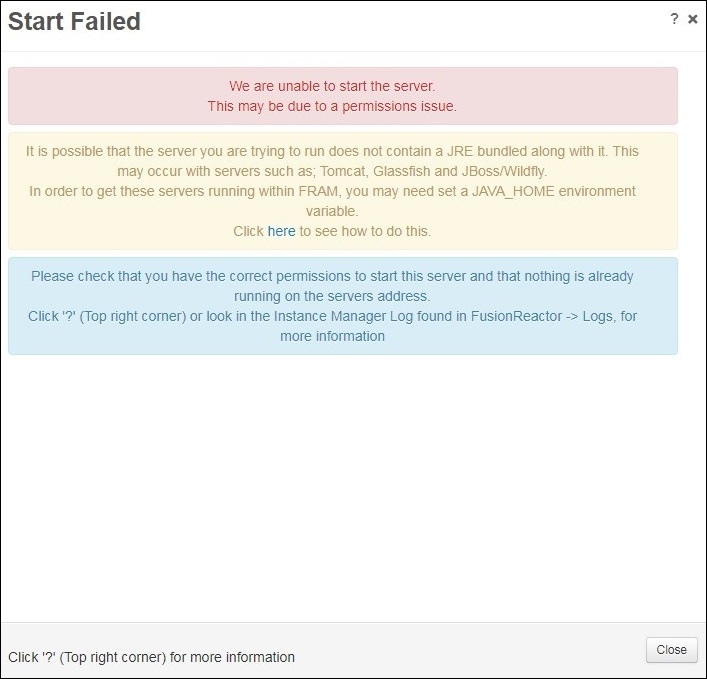 Start Failed
? ×
We are unable to start the server.
This may be due to a permissions issue.
It is possible that the server you are trying to run does not contain a JRE bundled along with it. This
may occur with servers such as; Tomcat, Glassfish and JBoss/Wildfly.
In order to get these servers running within FRAM, you may need set a JAVA_HOME environment
variable.
Click here to see how to do this.
Please check that you have the correct permissions to start this server and that nothing is already
running on the servers address.
Click '?' (Top right corner) or look in the Instance Manager Log found in FusionReactor -> Logs, for
more information
Click '?' (Top right corner) for more information
Close